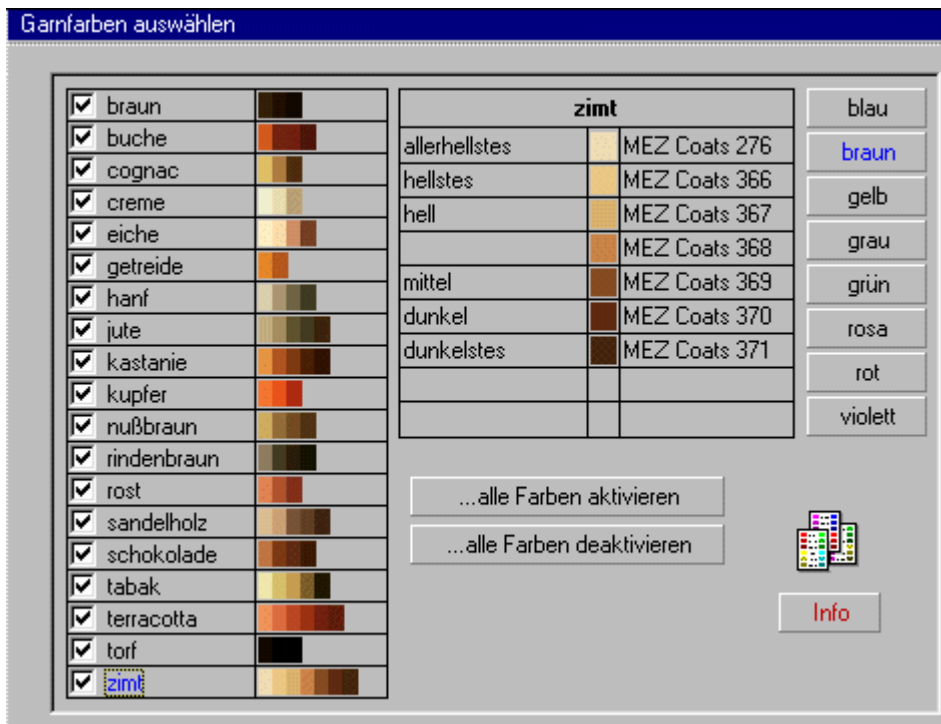 Garnfarben auswählen
braun
buche
cognac
creme
eiche
getreide
hanf
jute
kastanie
kupfer
nußbraun
rindenbraun
rost
sandelholz
schokolade
tabak
terracotta
torf
zimt
zimt
allerhellstes MEZ Coats 276
hellstes MEZ Coats 366
hell MEZ Coats 367
MEZ Coats 368
mittel MEZ Coats 369
dunkel MEZ Coats 370
dunkelstes MEZ Coats 371
...alle Farben aktivieren
...alle Farben deaktivieren
blau
braun
gelb
grau
grün
rosa
rot
violett
Info